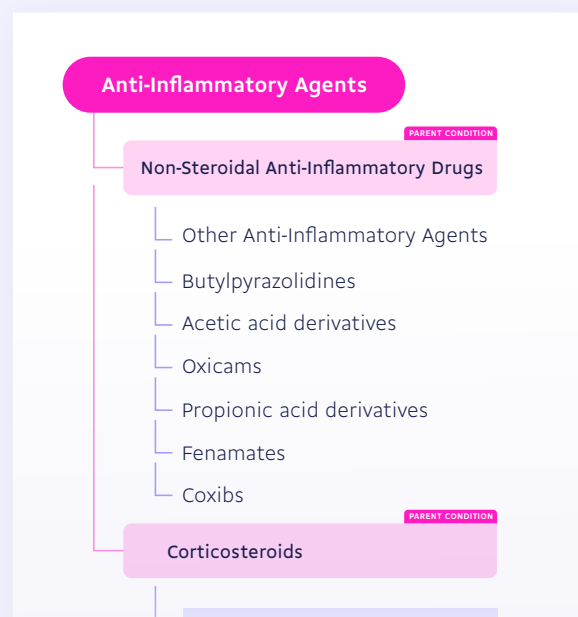 Anti-Inflammatory Agents
PARENT CONDITION
Non-Steroidal Anti-Inflammatory Drugs
Other Anti-Inflammatory Agents
Butylpyrazolidines
Acetic acid derivatives
Oxicams
Propionic acid derivatives
Fenamates
Coxibs
PARENT CONDITION
Corticosteroids